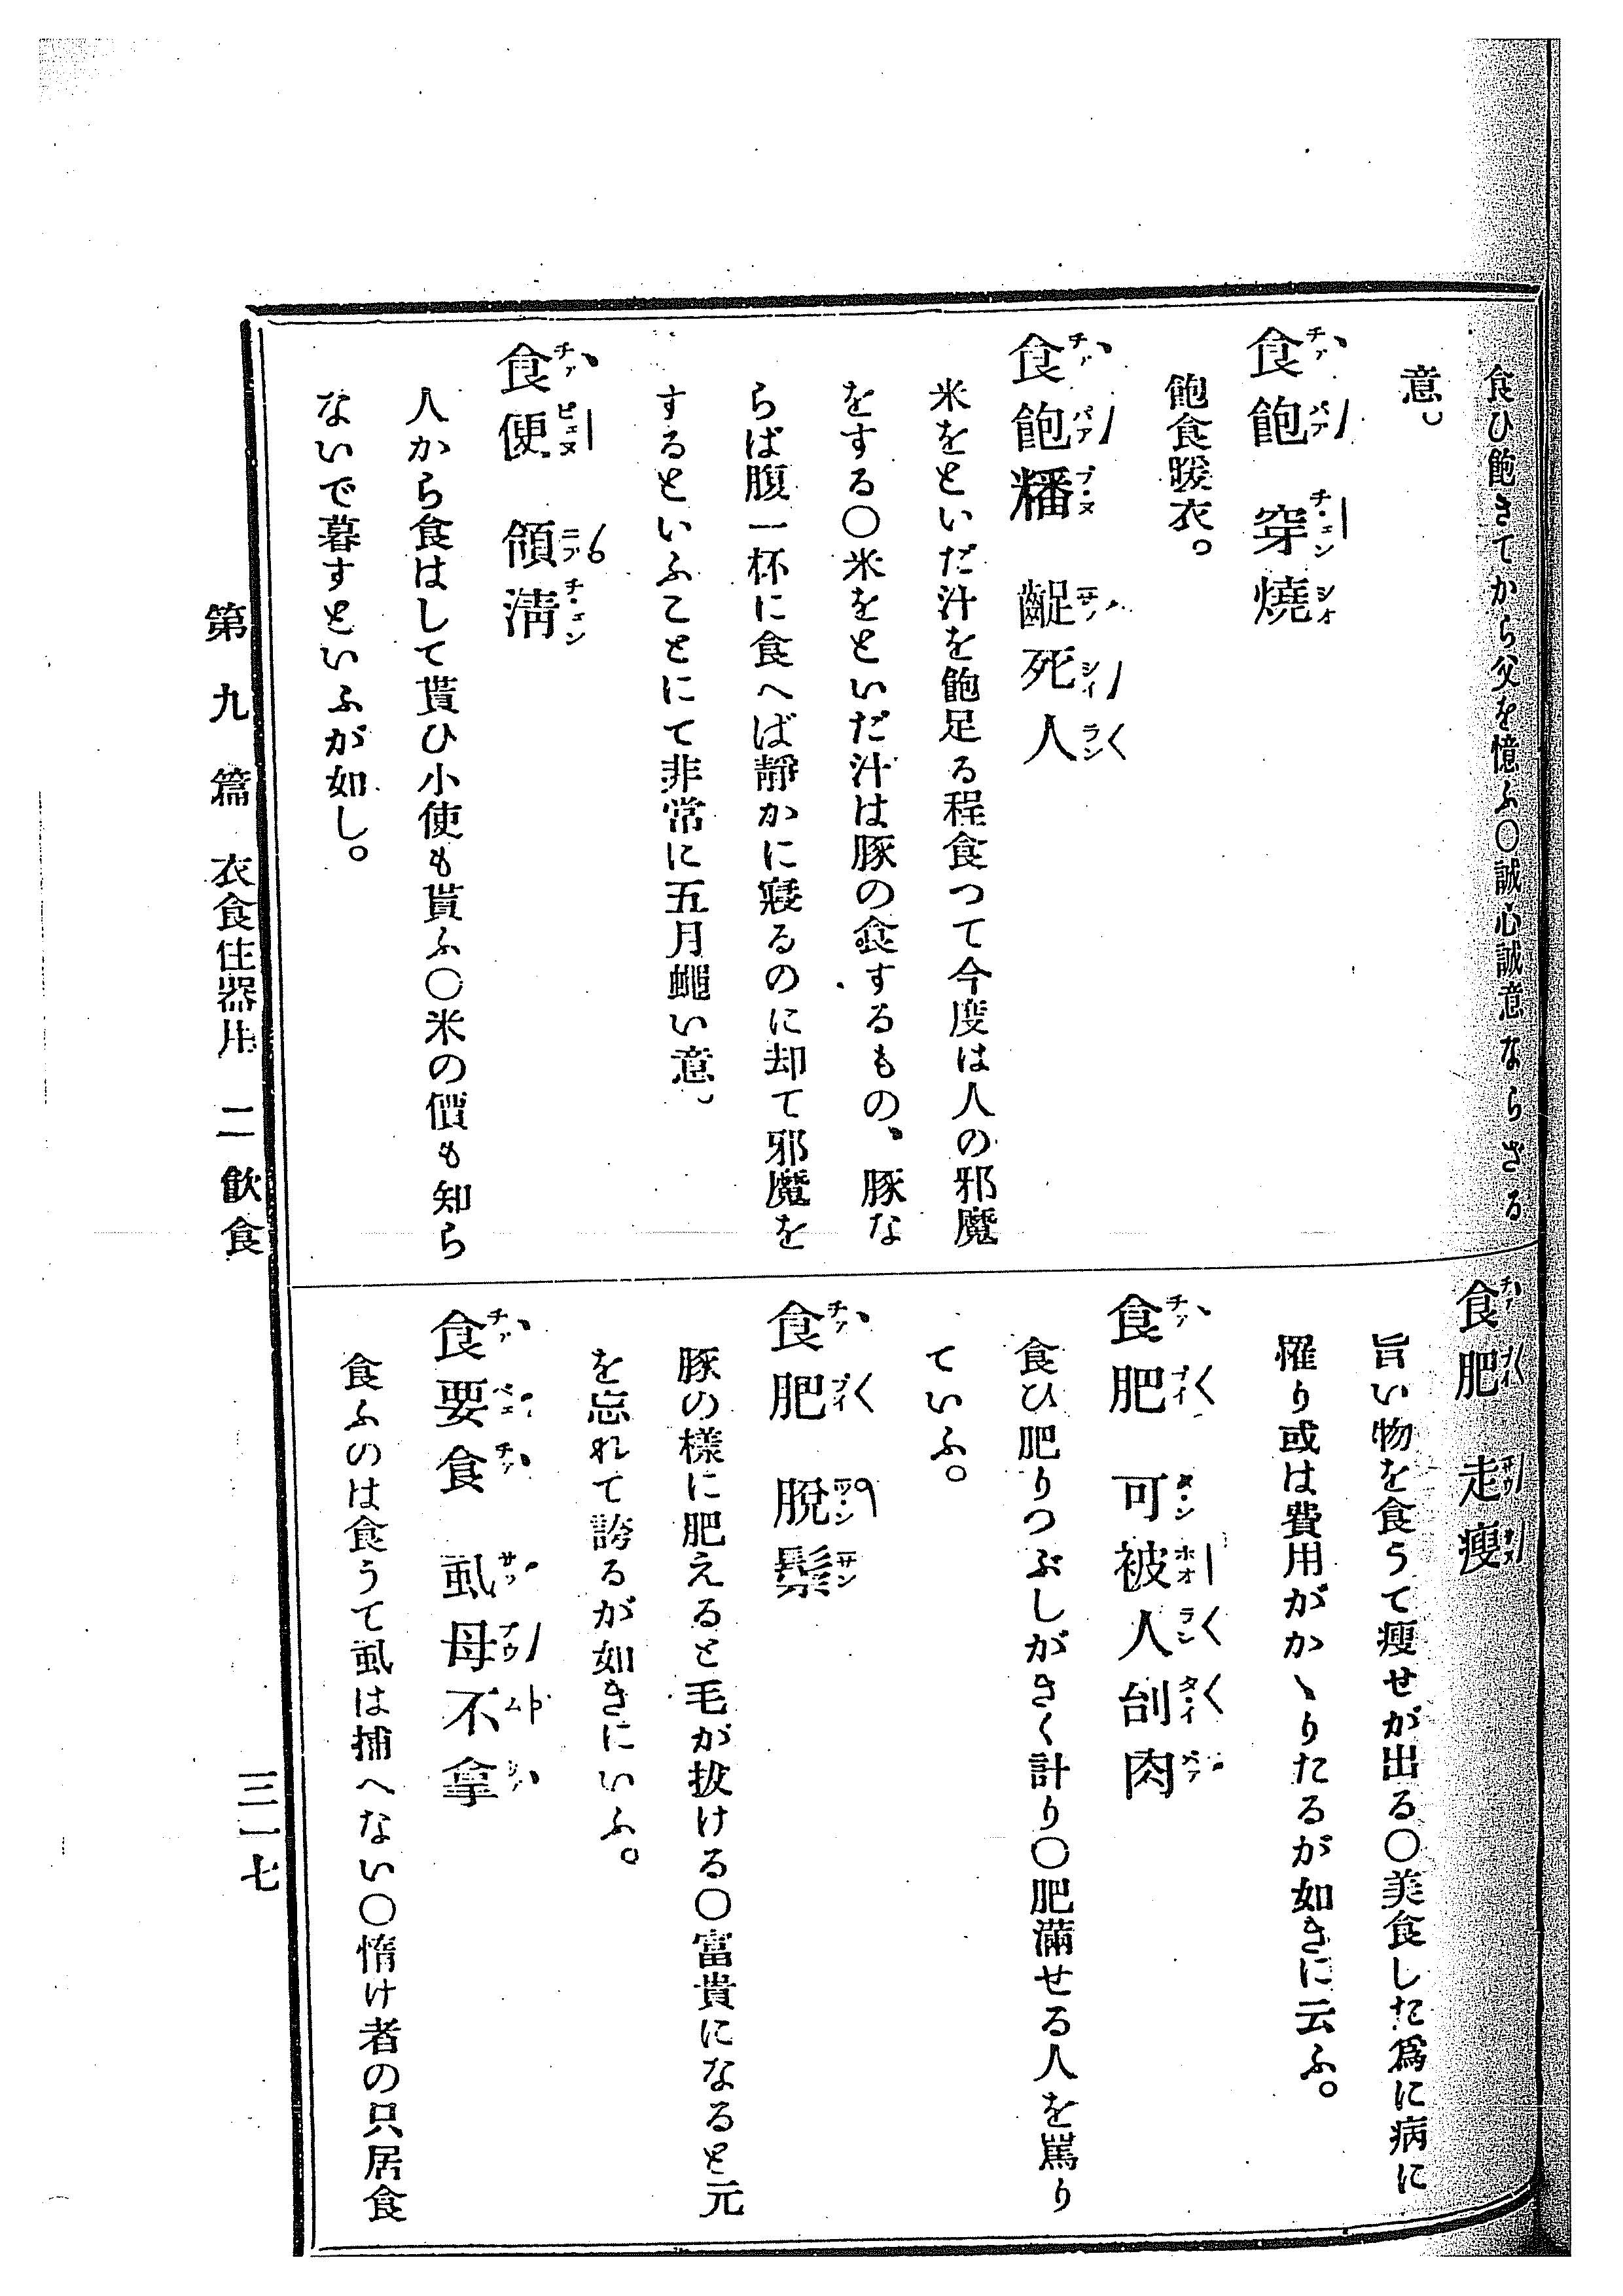 食ひ飽きてから父を憶ふ〇誠心誠意ならざる
意。
食飽 穿燒
飽食暖衣。
食飽糒 齪死人
米をといだ汁を飽足る程食つて今度は人の邪魔
をする〇米をといだ汁は豚の食するもの、豚な
らば腹一杯に食へば靜かに寢るのに却て邪魔を
するといふことにて非常に五月蠅い意。
食便 領淸
人から食はして貰ひ小使も貰ふ〇米の價も知ら
ないで暮すといふが如し。
食肥 走瘦
旨い物を食うて瘦せが出る〇美食した爲に病に
罹り或は費用がかゝりたるが如きに云ふ。
食肥 可被人刣肉
食ひ肥りつぶしがきく計り〇肥滿せる人を罵り
ていふ。
食肥 脫鬃
豚の樣に肥えると毛が拔ける〇富貴になると元
を忘れて誇るが如きにいふ。
食要食 虱母不拿
食ふのは食うて虱は捕へない〇惰け者の只居食
第九篇 衣食住器用 二 飮食
三一七